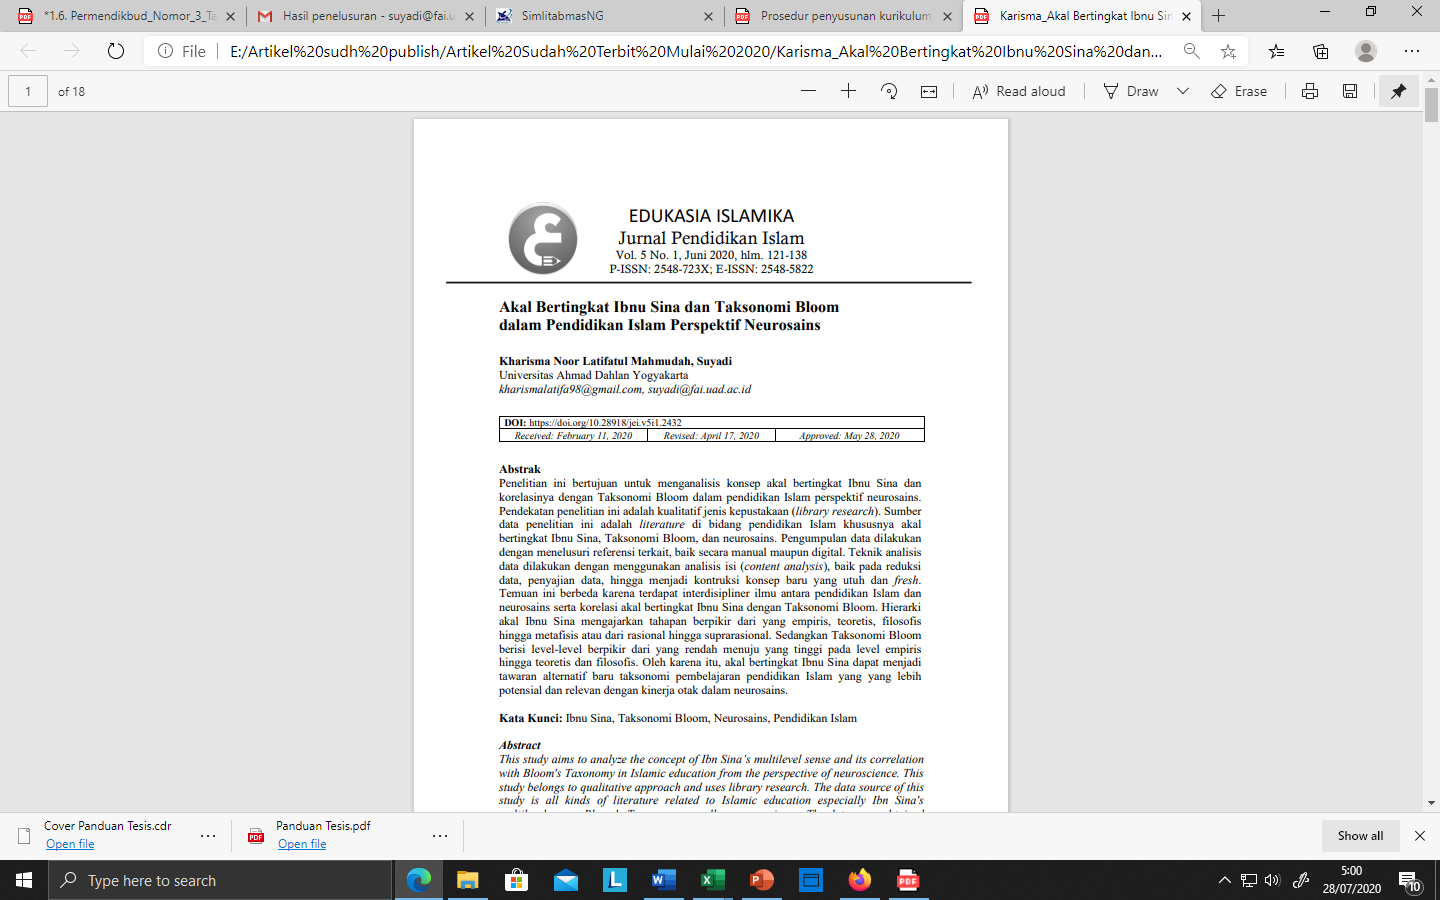 *1.6. Permendikbud_Nomor_3_Ta
Hasil penelusuran - suyadi@fai.u
SimlitabmasNG
Prosedur penyusunan kurikulum
Karisma_Akal Bertingkat Ibnu Sin
File
E:/Artikel%20sudh%20publish/Artikel%20Sudah%20Terbit%20Mulai%202020/Karisma_Akal%20Bertingkat%20Ibnu%20Sina%20dan...
1 of 18
Read aloud
Draw
Erase
EDUKASIA ISLAMIKA
Jurnal Pendidikan Islam
Vol. 5 No. 1, Juni 2020, hlm. 121-138
P-ISSN: 2548-723X; E-ISSN: 2548-5822
Akal Bertingkat Ibnu Sina dan Taksonomi Bloom
dalam Pendidikan Islam Perspektif Neurosains
Kharisma Noor Latifatul Mahmudah, Suyadi
Universitas Ahmad Dahlan Yogyakarta
kharismalatifa98@gmail.com, suyadi@fai.uad.ac.id
DOI: https://doi.org/10.28918/jei.v5i1.2432
Received: February 11, 2020 Revised: April 17, 2020 Approved: May 28, 2020
Abstrak
Penelitian ini bertujuan untuk menganalisis konsep akal bertingkat Ibnu Sina dan
korelasinya dengan Taksonomi Bloom dalam pendidikan Islam perspektif neurosains.
Pendekatan penelitian ini adalah kualitatif jenis kepustakaan (library research). Sumber
data penelitian ini adalah literature di bidang pendidikan Islam khususnya akal
bertingkat Ibnu Sina, Taksonomi Bloom, dan neurosains. Pengumpulan data dilakukan
dengan menelusuri referensi terkait, baik secara manual maupun digital. Teknik analisis
data dilakukan dengan menggunakan analisis isi (content analysis), baik pada reduksi
data, penyajian data, hingga menjadi kontruksi konsep baru yang utuh dan fresh.
Temuan ini berbeda karena terdapat interdisipliner ilmu antara pendidikan Islam dan
neurosains serta korelasi akal bertingkat Ibnu Sina dengan Taksonomi Bloom. Hierarki
akal Ibnu Sina mengajarkan tahapan berpikir dari yang empiris, teoretis, filosofis
hingga metafisis atau dari rasional hingga suprarasional. Sedangkan Taksonomi Bloom
berisi level-level berpikir dari yang rendah menuju yang tinggi pada level empiris
hingga teoretis dan filosofis. Oleh karena itu, akal bertingkat Ibnu Sina dapat menjadi
tawaran alternatif baru taksonomi pembelajaran pendidikan Islam yang yang lebih
potensial dan relevan dengan kinerja otak dalam neurosains.
Kata Kunci: Ibnu Sina, Taksonomi Bloom, Neurosains, Pendidikan Islam
Abstract
This study aims to analyze the concept of Ibn Sina's multilevel sense and its correlation
with Bloom's Taxonomy in Islamic education from the perspective of neuroscience. This
study belongs to qualitative approach and uses library research. The data source of this
study is all kinds of literature related to Islamic education especially Ibn Sina's
Cover Panduan Tesis.cdr
Open file
Panduan Tesis.pdf
Open file
Show all
Type here to search
5:00
28/07/2020
10